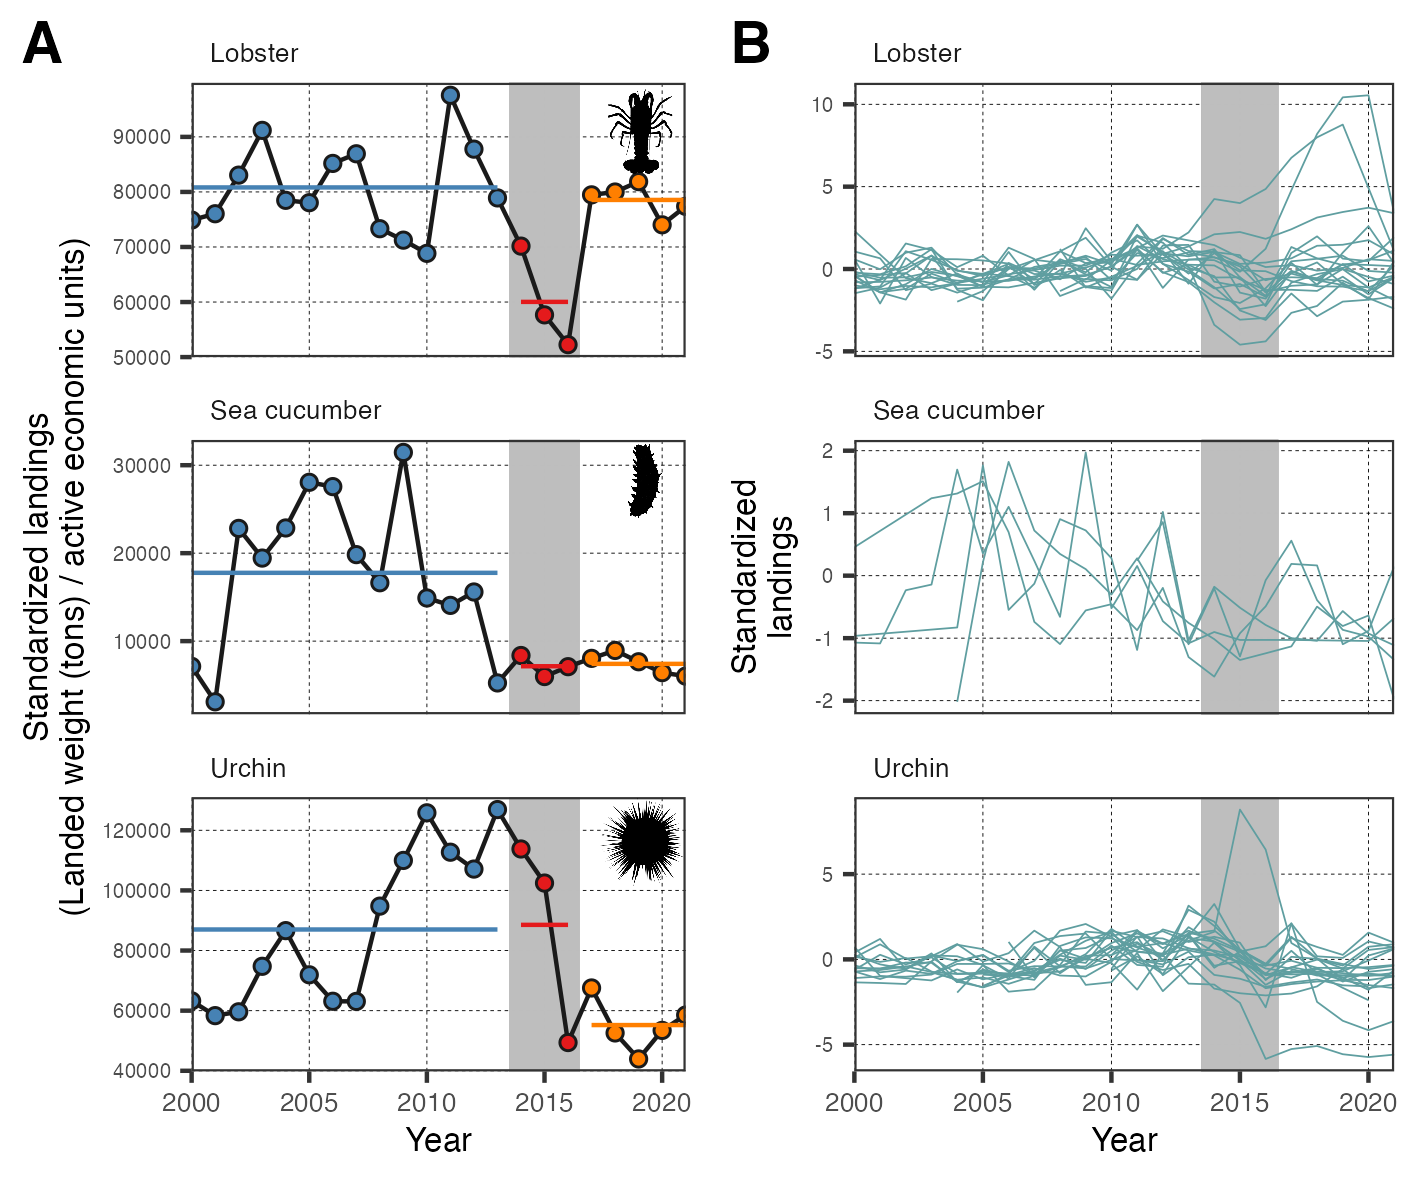 A
B
Lobster
Lobster
90000
80000
70000
60000
50000
10
5
0
-5
Sea cucumber
Sea cucumber
30000
20000
10000
2
1
0
-1
-2
Urchin
Urchin
120000
100000
80000
60000
40000
5
0
-5
2000 2005 2010 2015 2020
2000 2005 2010 2015 2020
Year
Year
Standardized landings
(Landed weight (tons) / active economic units)
Standardized
landings